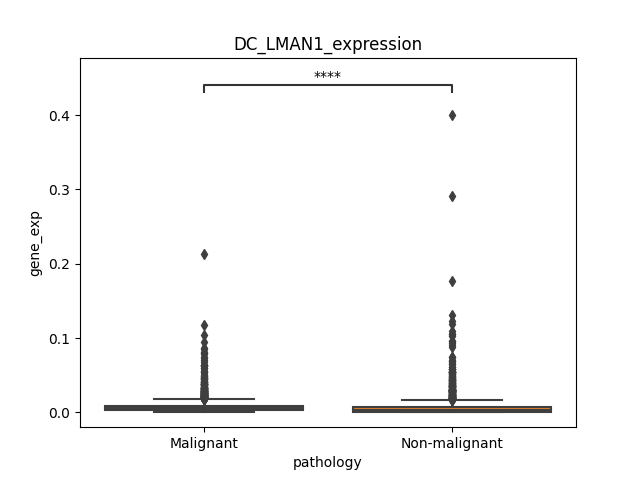 DC_LMAN1_expression
****
gene_exp
0.4
0.3
0.2
0.1
0.0
Malignant
Non-malignant
pathology